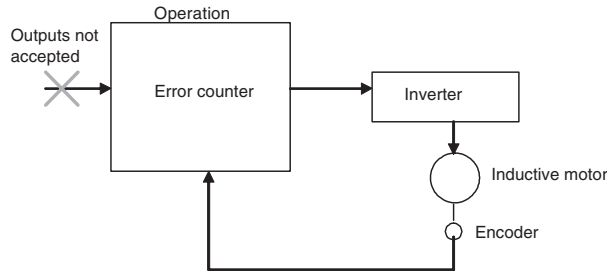 Operation
Outputs not
accepted
Error counter
Inverter
Inductive motor
Encoder